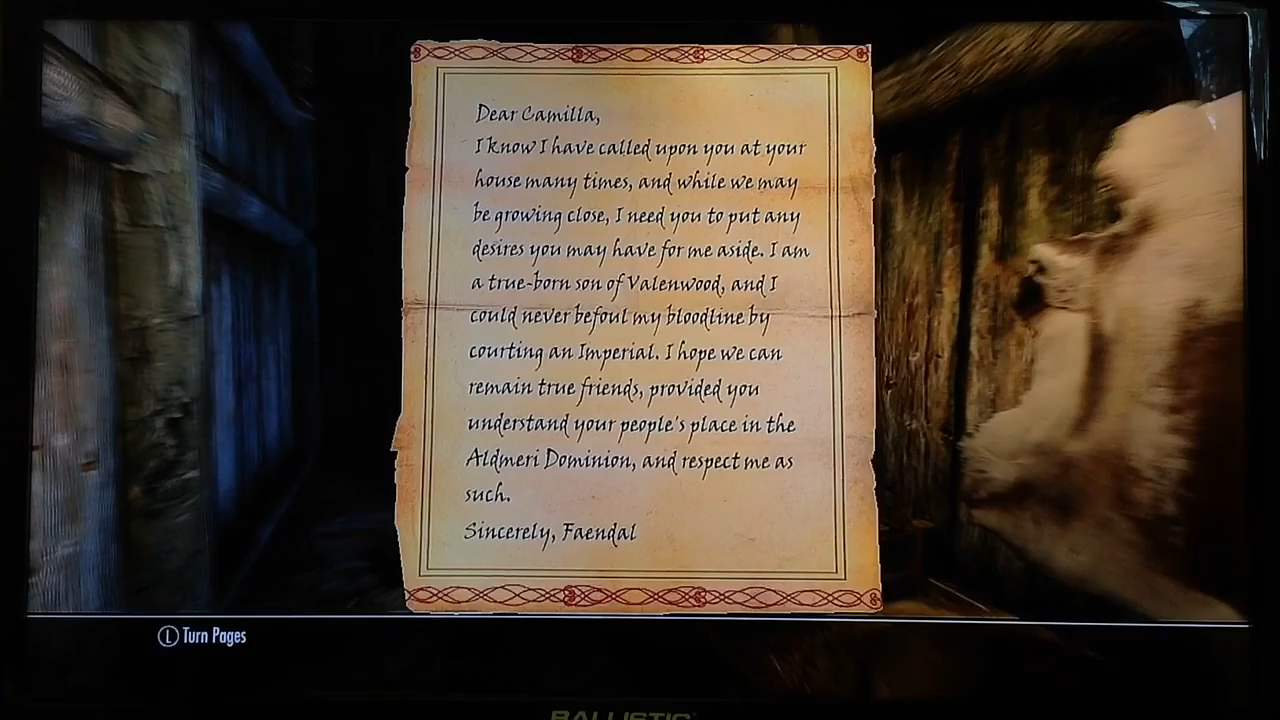 Dear Camilla,
I know I have called upon you at your
house many times, and while we may
be growing close, I need you to put any
desires you may have for me aside. I am
a true-born son of Valenwood, and I
could never befoul my bloodline by
courting an Imperial. I hope we can
remain true friends, provided you
understand your people's place in the
Aldmeri Dominion, and respect me as
such.
Sincerely, Faendal
L Turn Pages
BALLISTIC